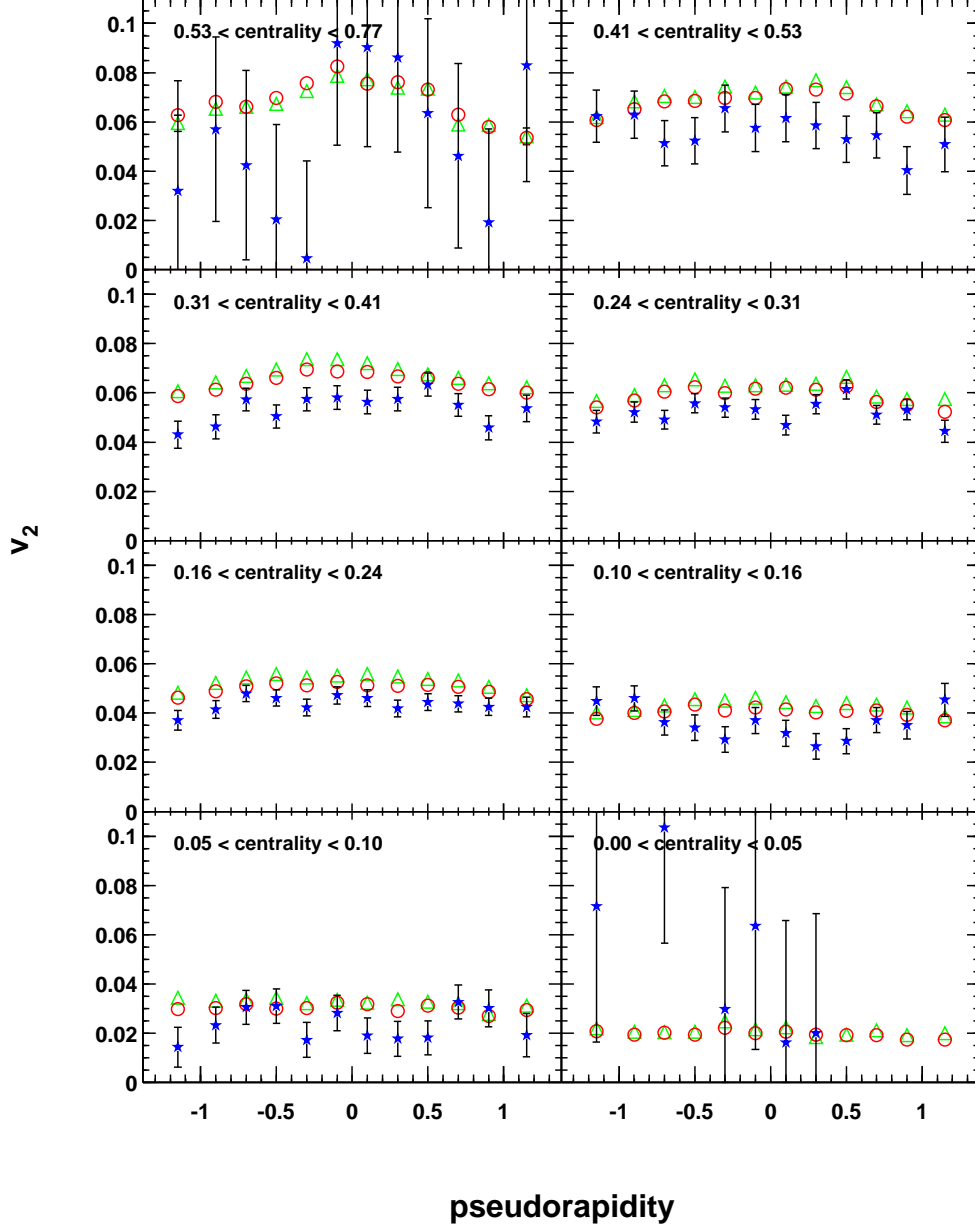 0.53 < centrality < 0.77
0.41 < centrality < 0.53
0.1
0.08
0.06
0.04
0.02
0
0.31 < centrality < 0.41
0.24 < centrality < 0.31
0.1
0.08
0.06
0.04
0.02
0
v2
0.16 < centrality < 0.24
0.10 < centrality < 0.16
0.1
0.08
0.06
0.04
0.02
0
0.05 < centrality < 0.10
0.00 < centrality < 0.05
0.1
0.08
0.06
0.04
0.02
0
-1 -0.5 0 0.5 1 -1 -0.5 0 0.5 1
pseudorapidity